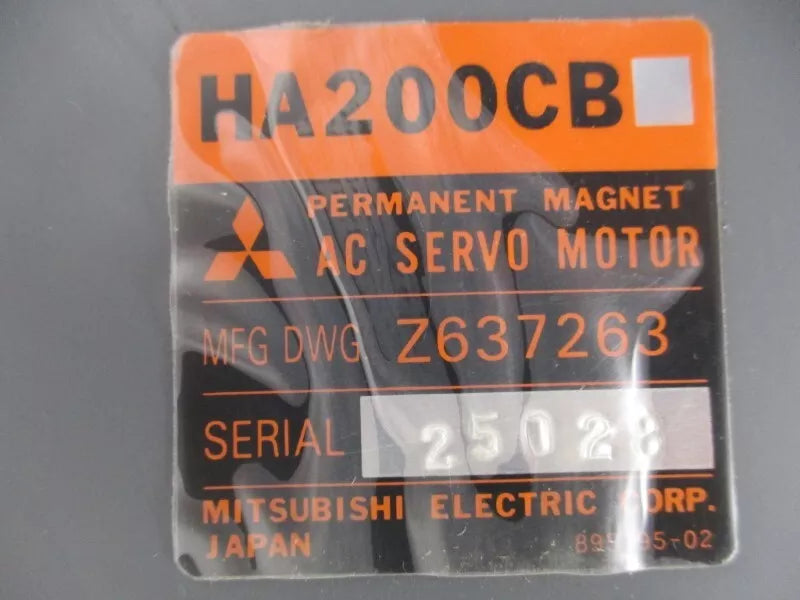 HA200CB
PERMANENT MAGNET
AC SERVO MOTOR
MFG DWG Z637263
SERIAL 25028
MITSUBISHI ELECTRIC CORP.
JAPAN